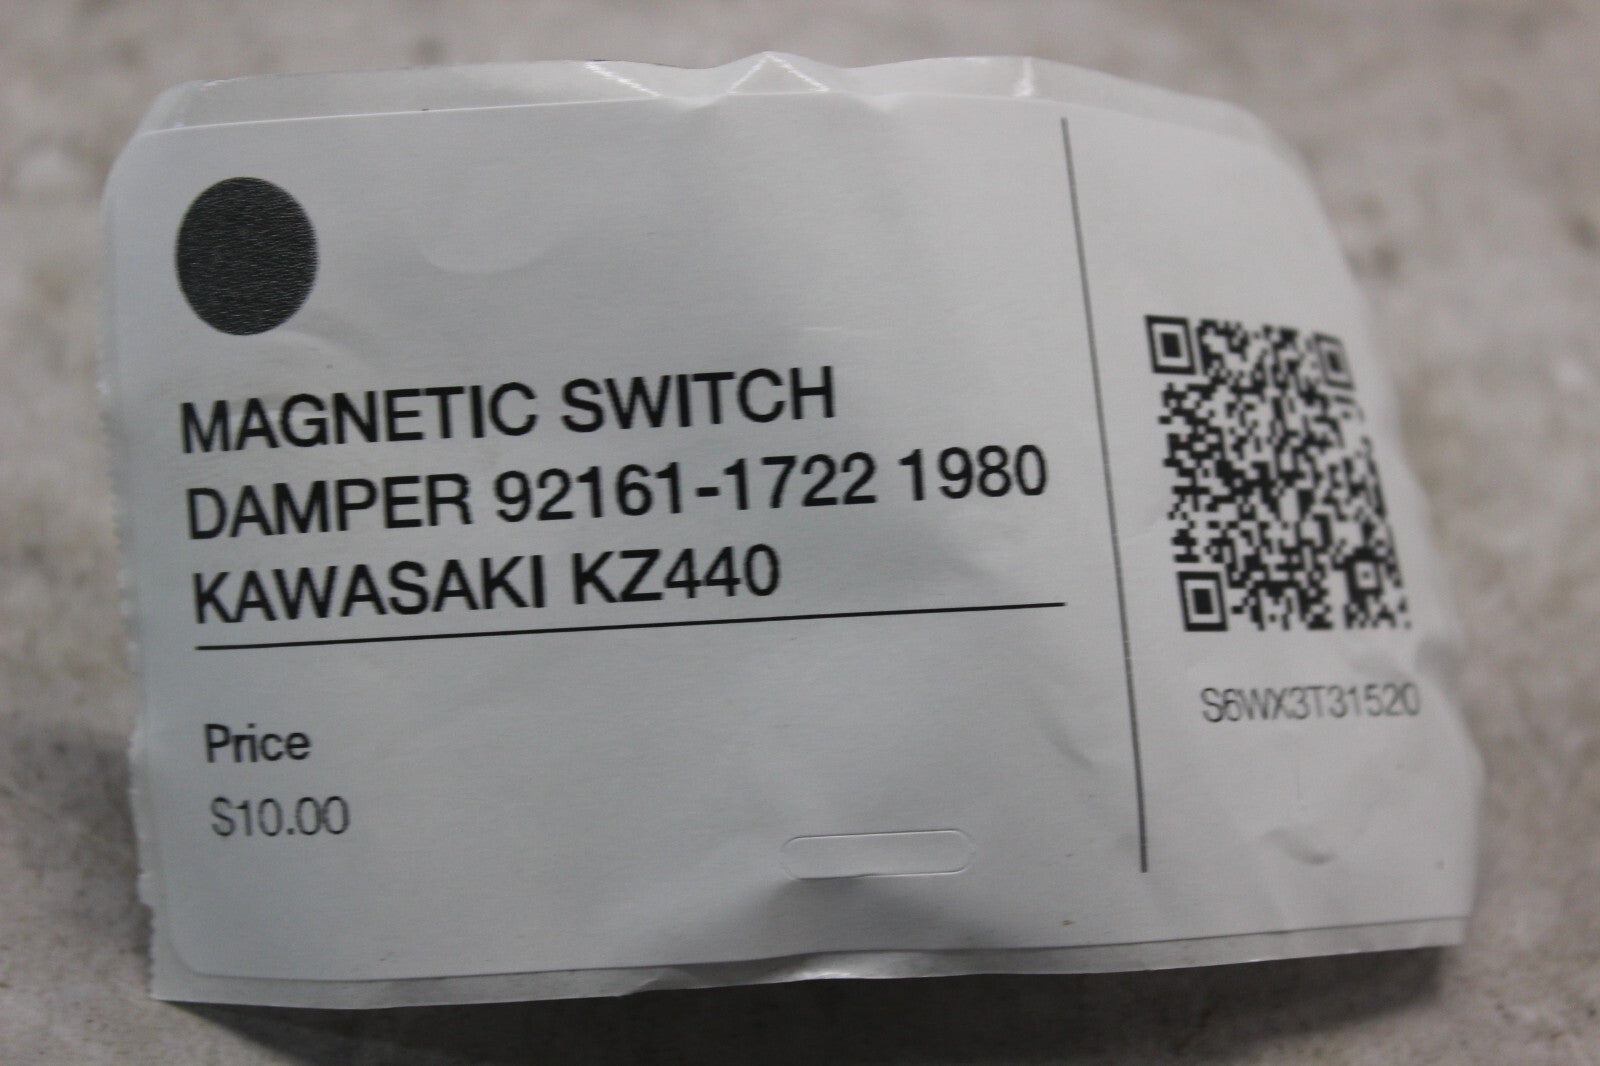 MAGNETIC SWITCH
DAMPER 92161-1722 1980
KAWASAKI KZ440
Price
$10.00
S6WX3T31520